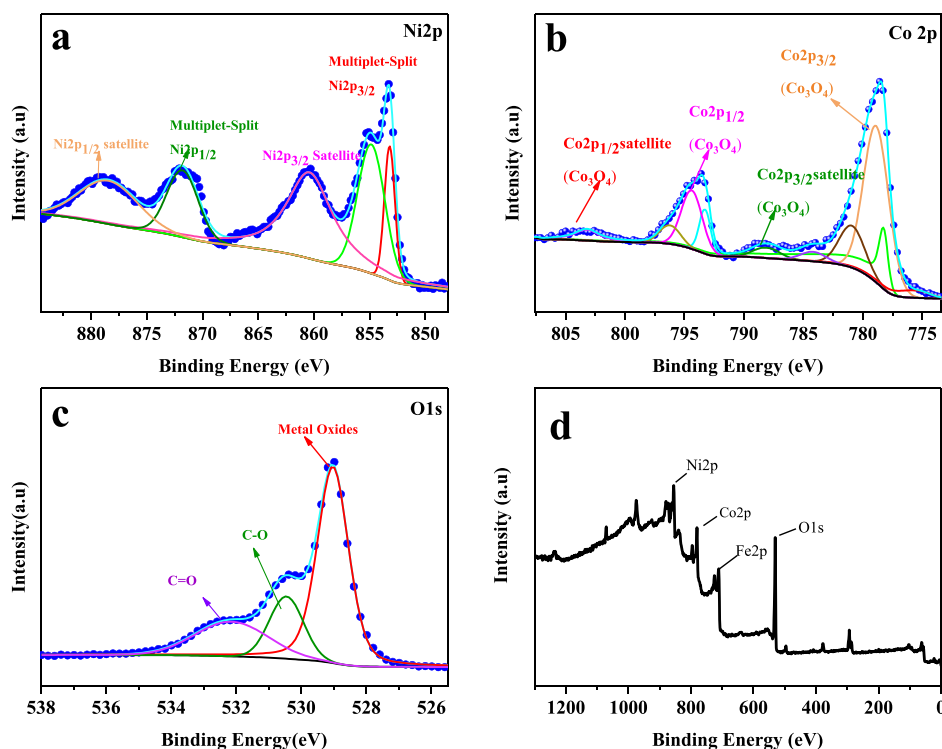 a
Ni2p
Multiplet-Split
Ni2p3/2
Multiplet-Split
Ni2p1/2
Ni2p1/2 satellite
Ni2p3/2 Satellite
Intensity (a.u)
880 875 870 865 860 855 850
Binding Energy (eV)
b
Co 2p
Co2p3/2
(Co3O4)
Co2p1/2
(Co3O4)
Co2p1/2satellite
(Co3O4)
Co2p3/2satellite
(Co3O4)
Intensity (a.u)
805 800 795 790 785 780 775
Binding Energy (eV)
c
O1s
Metal Oxides
C-O
C=O
Intensity(a.u)
538 536 534 532 530 528 526
Binding Energy(eV)
d
Ni2p
Co2p
O1s
Fe2p
Intensity (a.u)
1200 1000 800 600 400 200 0
Binding Energy (eV)